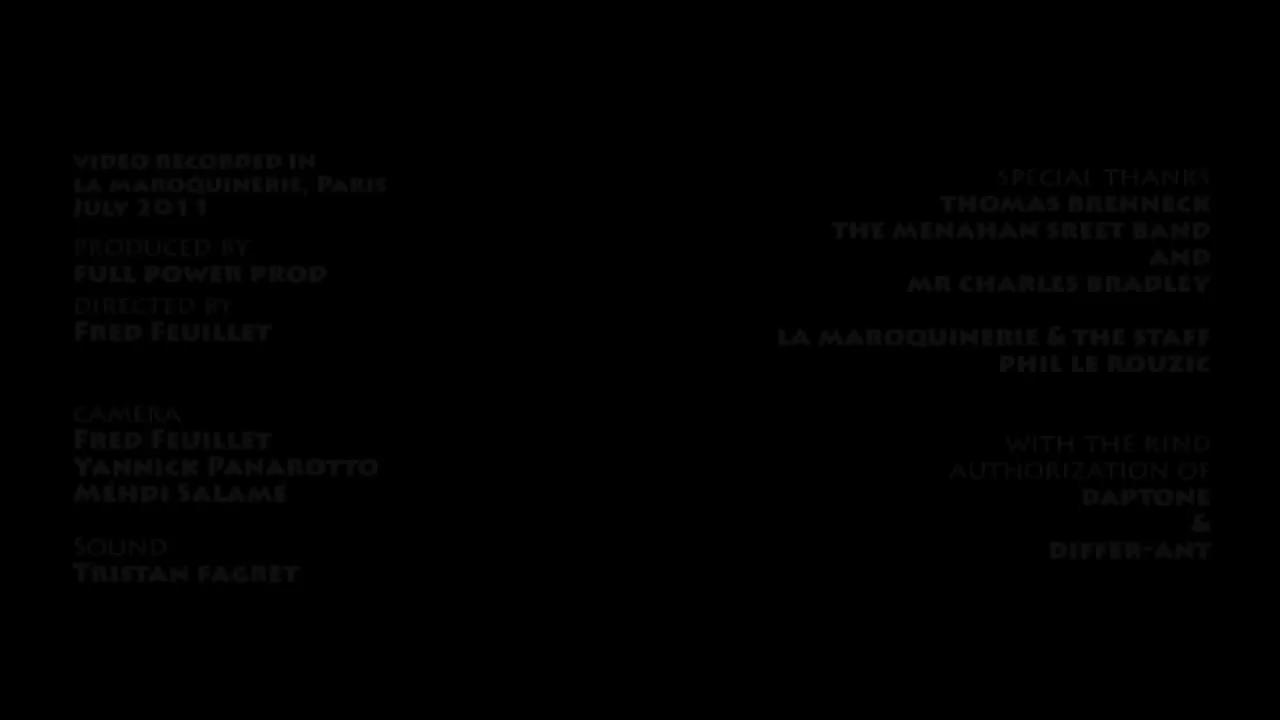 VIDEO RECORDED IN
LA MAROQUINERIE, PARIS
JULY 2011
PRODUCED BY
FULL POWER PROD
DIRECTED BY
FRED FEUILLET
CAMERA
FRED FEUILLET
YANNICK PANAROTTO
MEHDI SALAMÉ
SOUND
TRISTAN FAGRET
SPECIAL THANKS
THOMAS BRENNECK
THE MENAHAN SREET BAND
AND
MR CHARLES BRADLEY
LA MAROQUINERIE & THE STAFF
PHIL LE ROUZIC
WITH THE KIND
AUTHORIZATION OF
DAPTONE
&
DIFFER-ANT